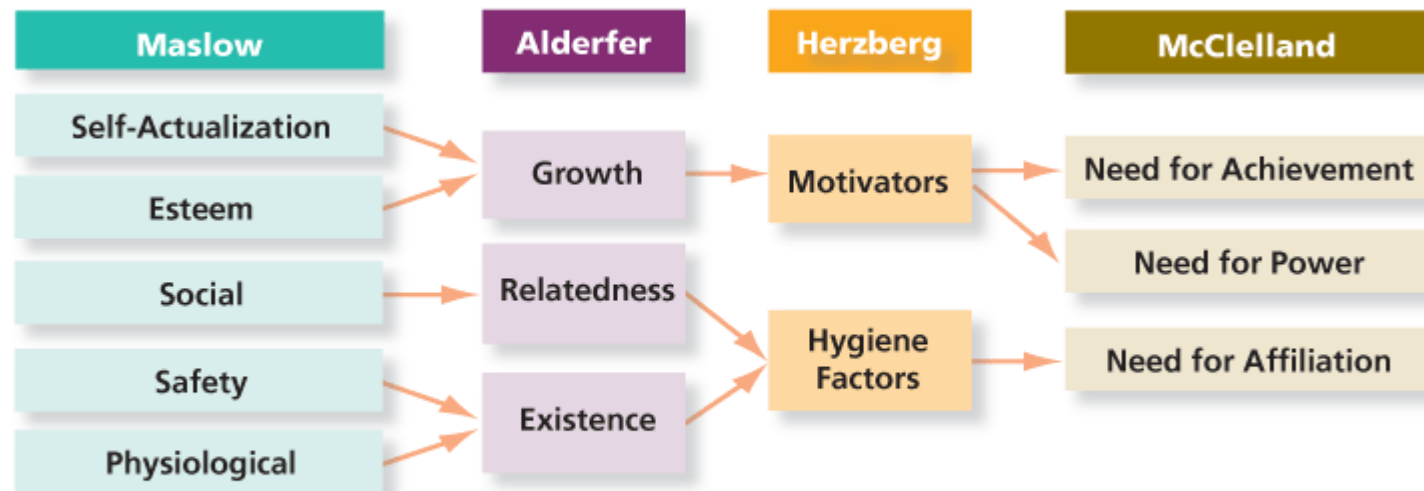 Maslow
Alderfer
Herzberg
McClelland
Self-Actualization
Esteem
Social
Safety
Physiological
Growth
Relatedness
Existence
Motivators
Hygiene
Factors
Need for Achievement
Need for Power
Need for Affiliation